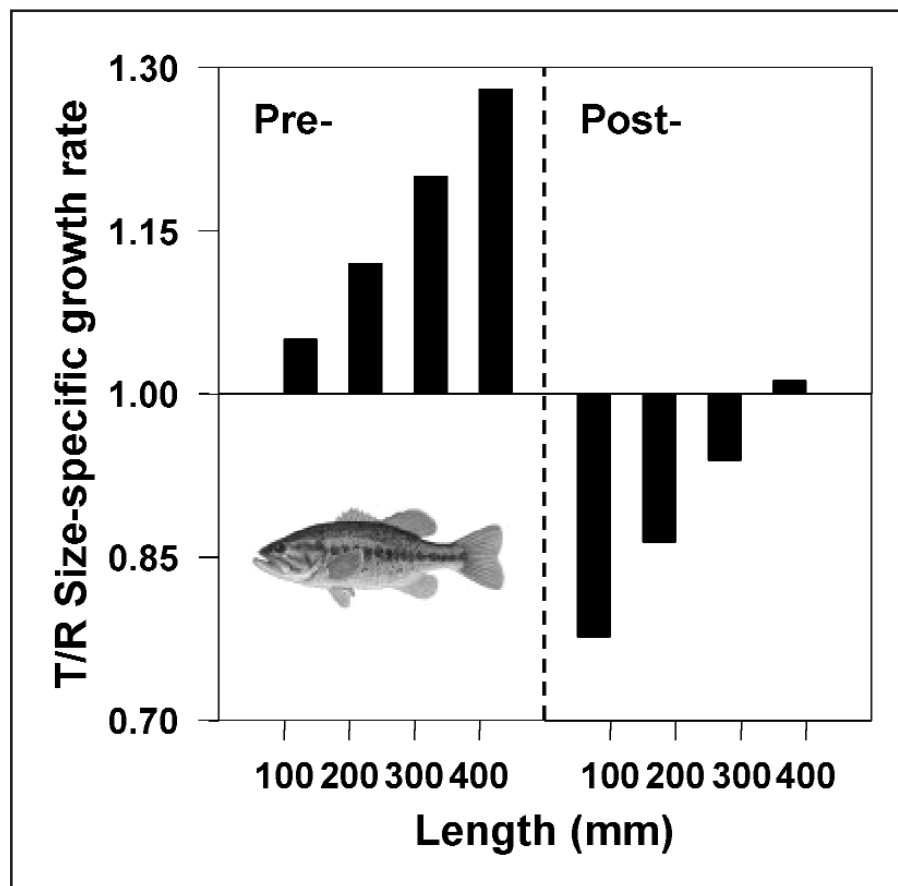 T/R Size-specific growth rate
1.30
1.15
1.00
0.85
0.70
Pre-
Post-
100 200 300 400 100 200 300 400
Length (mm)